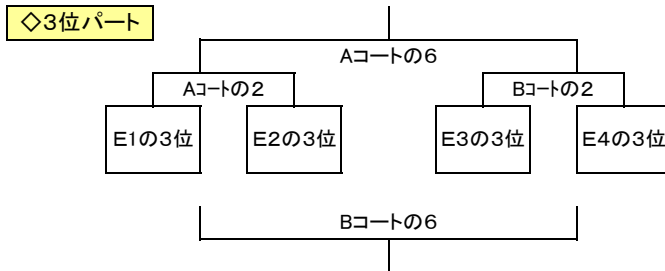 ◇3位パート
Aコートの6
Aｺｰﾄの2
Bｺｰﾄの2
E1の3位
E2の3位
E3の3位
E4の3位
Bコートの6